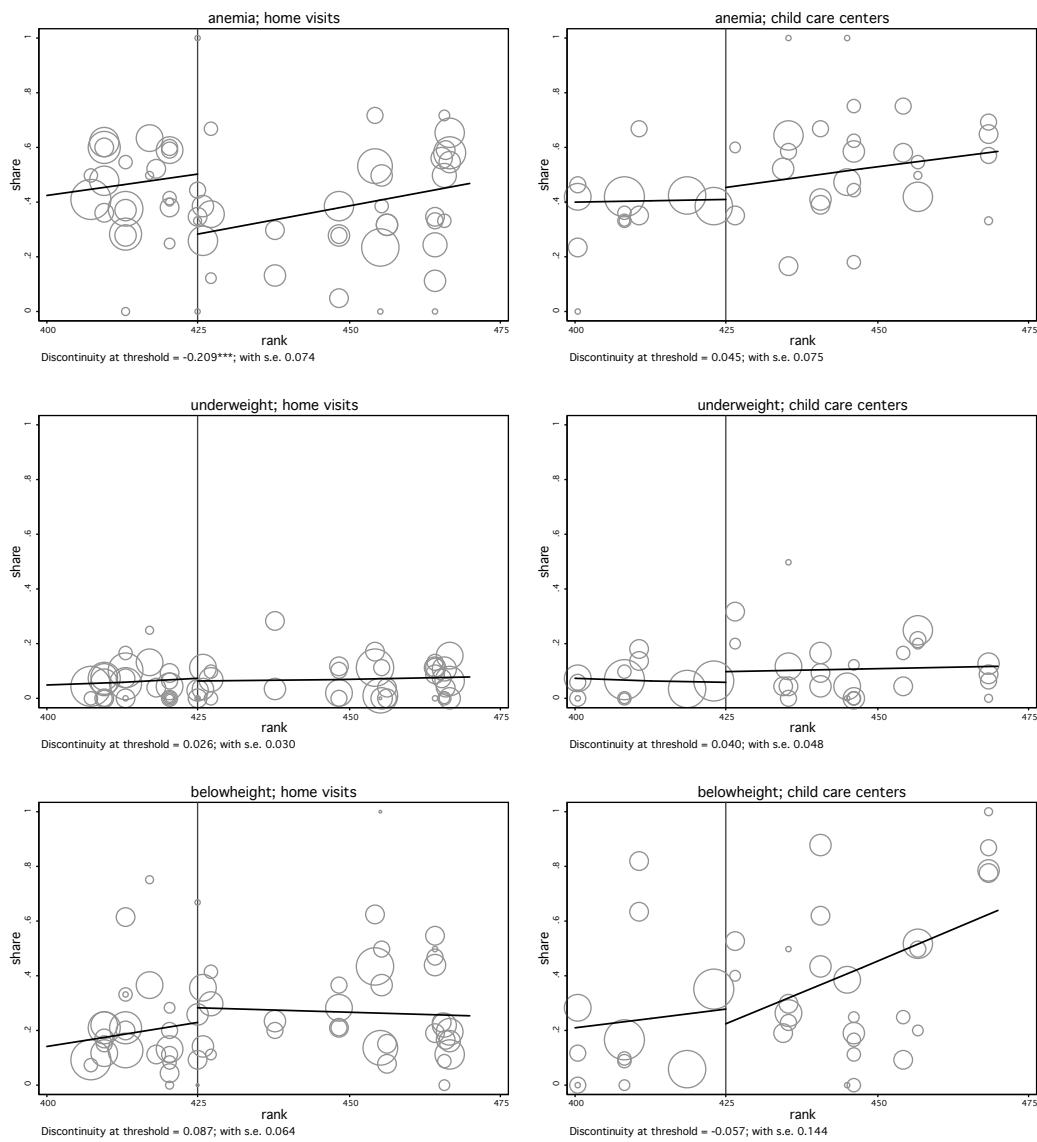 anemia; home visits
share
0
.2
.4
.6
.8
1
400
425
450
475
rank
Discontinuity at threshold = -0.209***; with s.e. 0.074
anemia; child care centers
share
0
.2
.4
.6
.8
1
400
425
450
475
rank
Discontinuity at threshold = 0.045; with s.e. 0.075
underweight; home visits
share
0
.2
.4
.6
.8
1
400
425
450
475
rank
Discontinuity at threshold = 0.026; with s.e. 0.030
underweight; child care centers
share
0
.2
.4
.6
.8
1
400
425
450
475
rank
Discontinuity at threshold = 0.040; with s.e. 0.048
belowheight; home visits
share
0
.2
.4
.6
.8
1
400
425
450
475
rank
Discontinuity at threshold = 0.087; with s.e. 0.064
belowheight; child care centers
share
0
.2
.4
.6
.8
1
400
425
450
475
rank
Discontinuity at threshold = -0.057; with s.e. 0.144